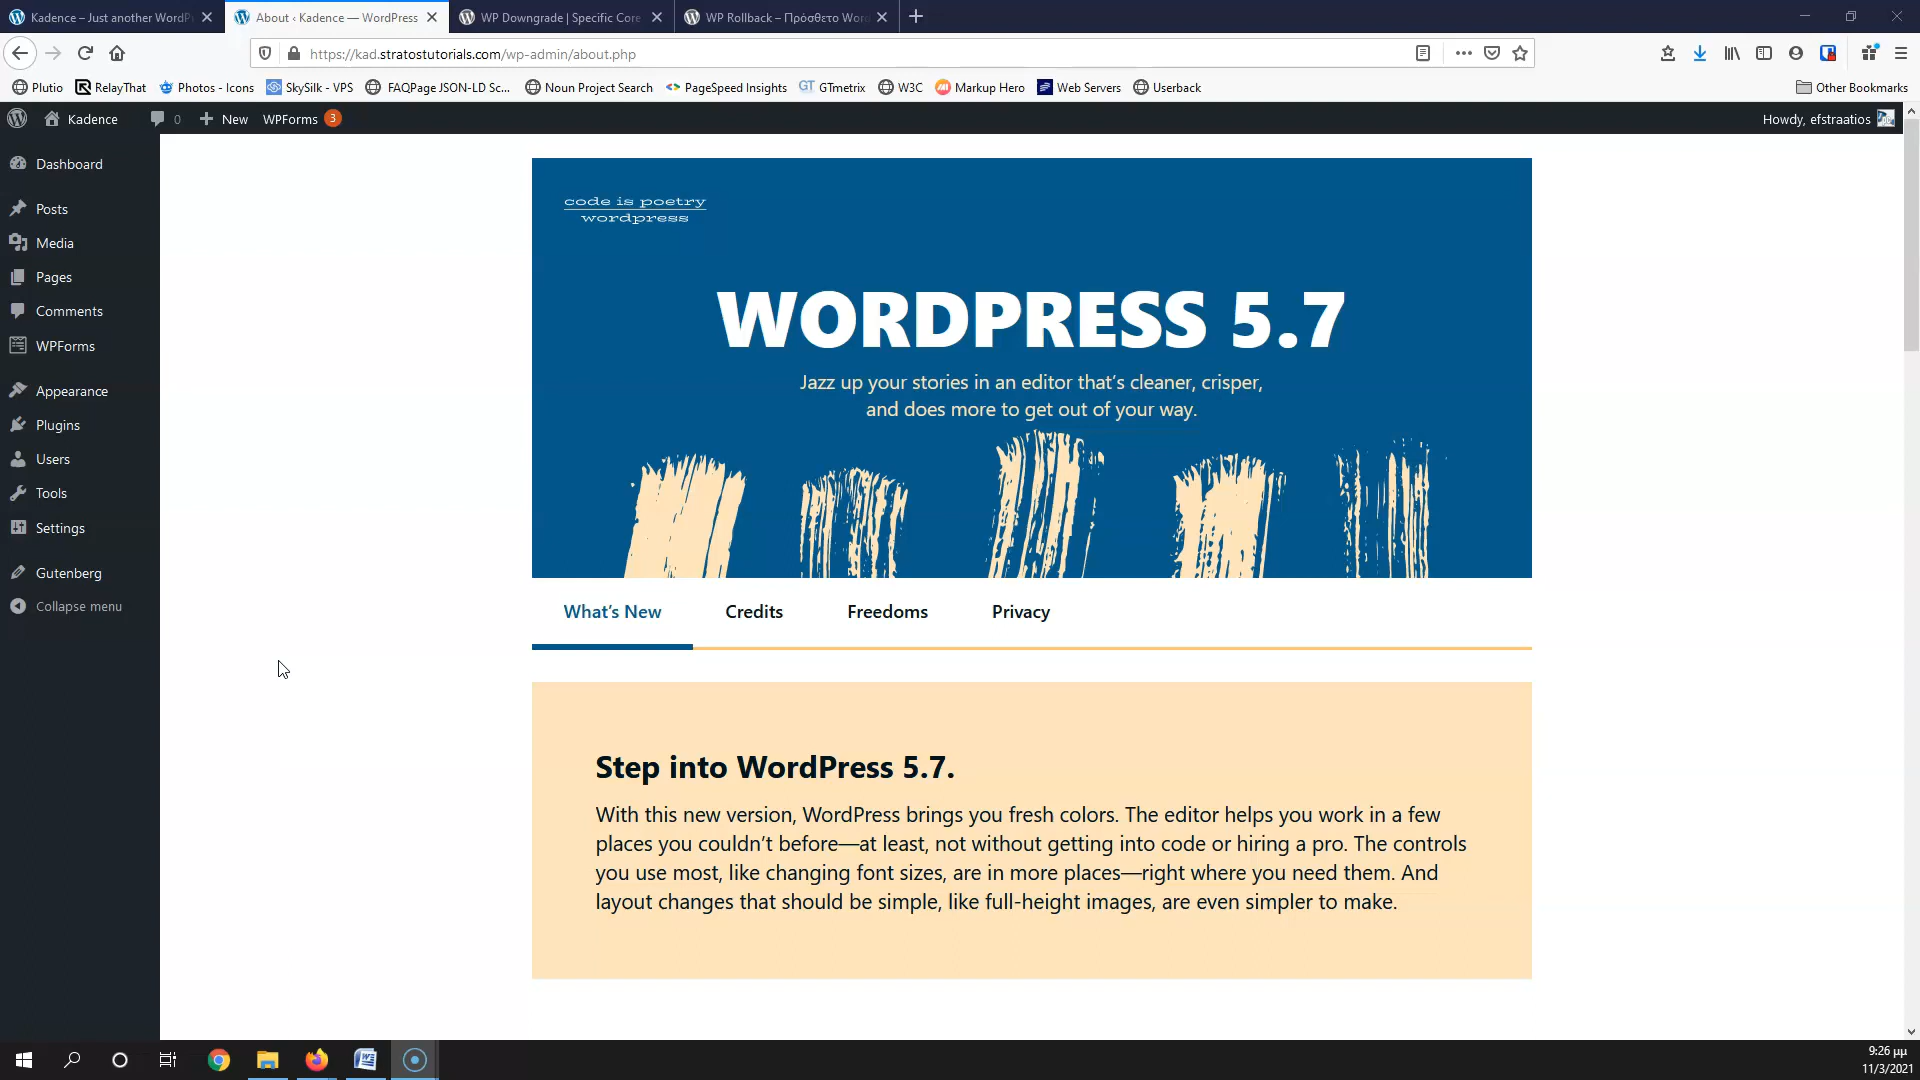 Kadence – Just another WordP
About ‹ Kadence — WordPress
WP Downgrade | Specific Core
WP Rollback – Πρόσθετο Word
https://kad.stratostutorials.com/wp-admin/about.php
Plutio
RelayThat
Photos - Icons
SkySilk - VPS
FAQPage JSON-LD Sc...
Noun Project Search
GT
PageSpeed Insights
GTmetrix
W3C
Markup Hero
Web Servers
Userback
Other Bookmarks
Kadence
0
New
WPForms 3
Howdy, efstraatios
Dashboard
Posts
Media
Pages
Comments
WPForms
Appearance
Plugins
Users
Tools
Settings
Gutenberg
Collapse menu
code is poetry
wordpress
WORDPRESS 5.7
Jazz up your stories in an editor that’s cleaner, crisper,
and does more to get out of your way.
What’s New
Credits
Freedoms
Privacy
Step into WordPress 5.7.
With this new version, WordPress brings you fresh colors. The editor helps you work in a few
places you couldn’t before—at least, not without getting into code or hiring a pro. The controls
you use most, like changing font sizes, are in more places—right where you need them. And
layout changes that should be simple, like full-height images, are even simpler to make.
9:26 μμ
11/3/2021